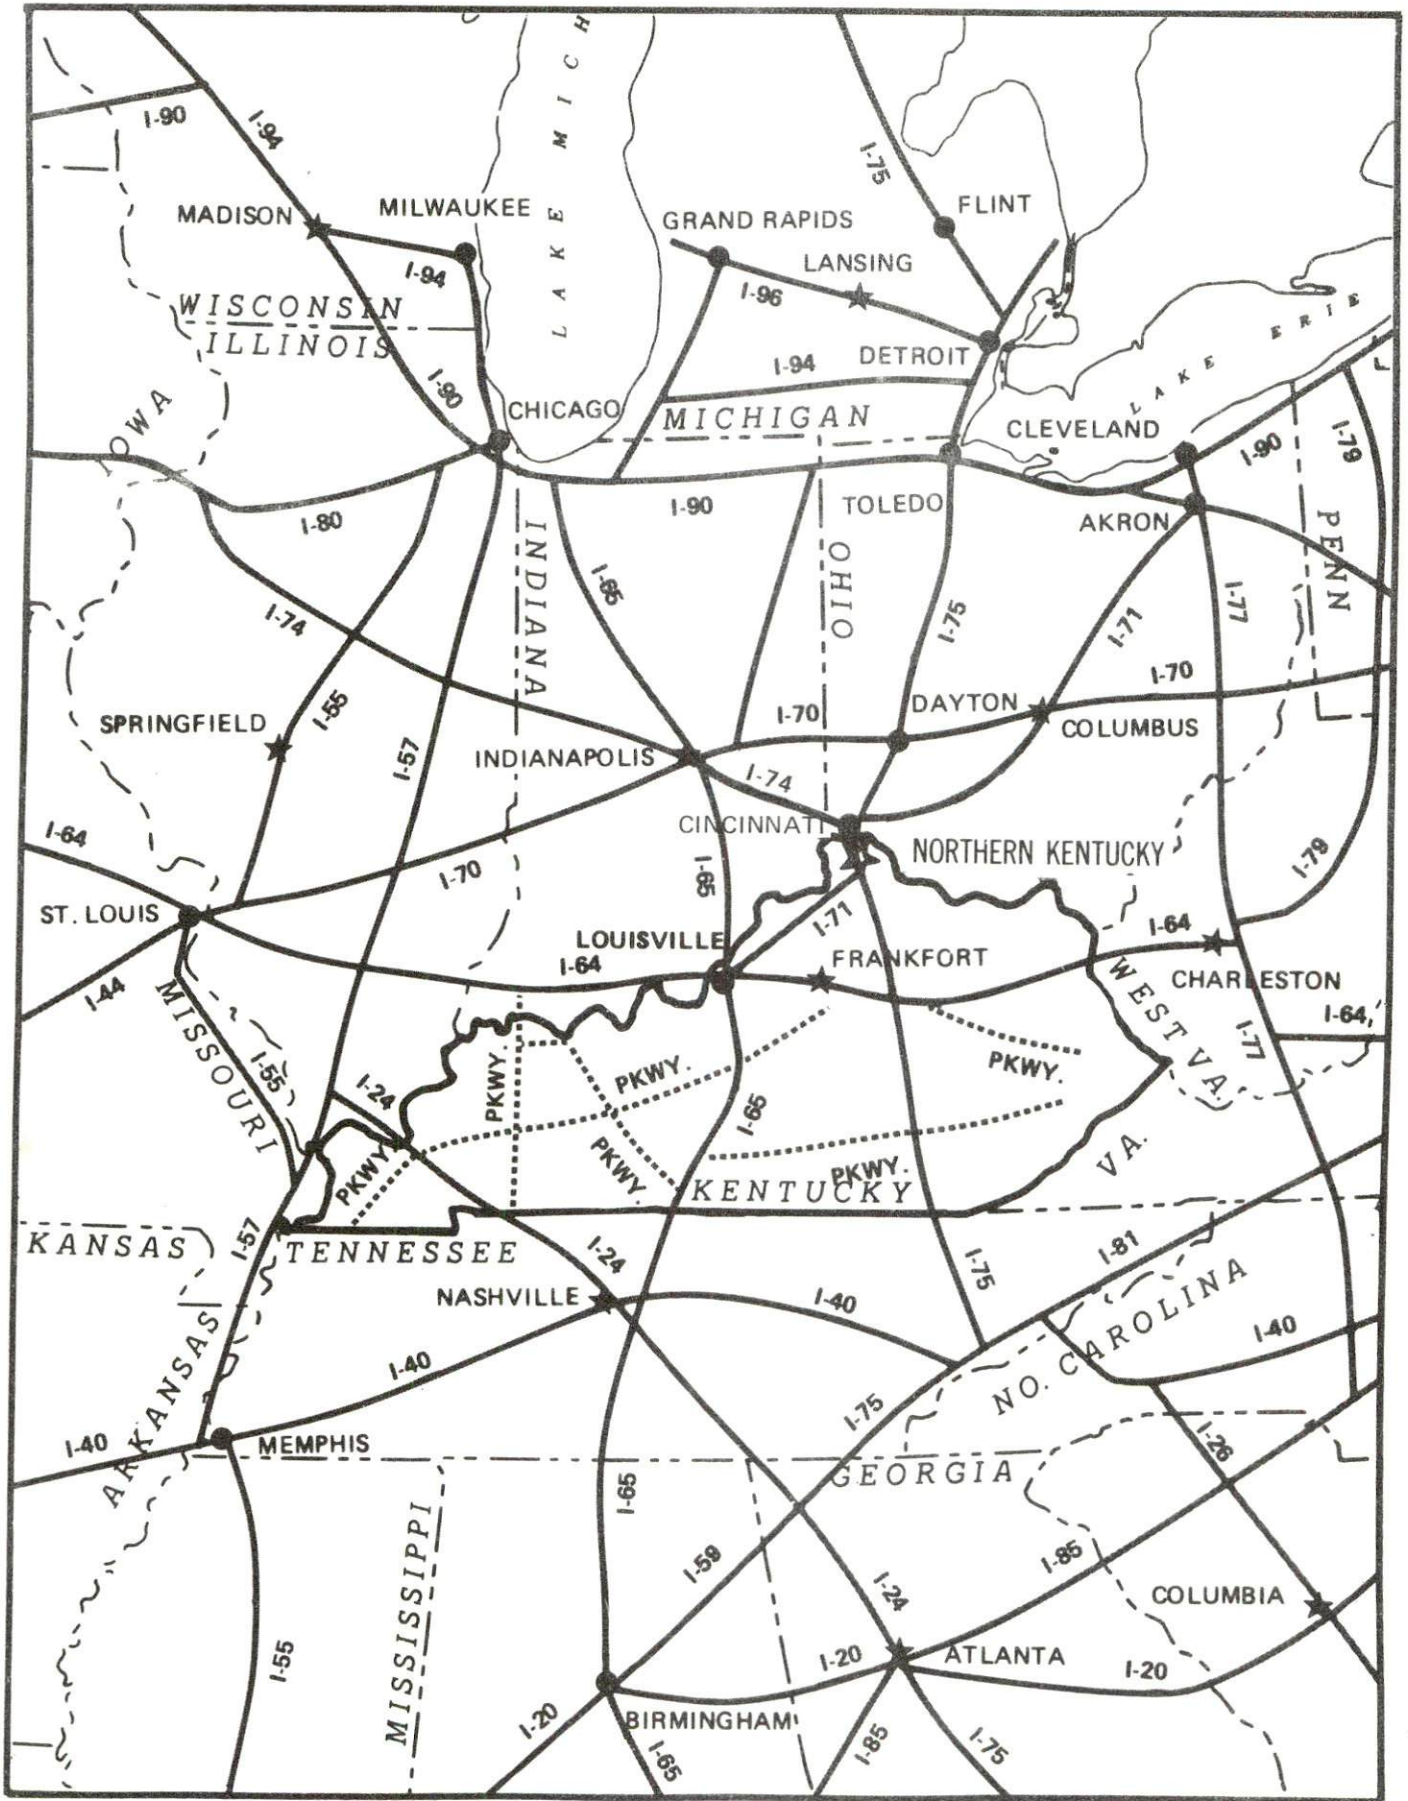 LAKE MICH
I-90
I-94
I-75
MADISON
MILWAUKEE
GRAND RAPIDS
FLINT
LANSING
I-94
I-96
WISCONSIN
ILLINOIS
DETROIT
LAKE ERIE
I-94
I-90
CHICAGO
MICHIGAN
CLEVELAND
IOWA
I-90
I-79
I-80
I-90
TOLEDO
AKRON
PENN
INDIANA
OHIO
I-65
I-74
I-75
I-71
I-77
I-70
SPRINGFIELD
I-55
I-57
I-70
DAYTON
COLUMBUS
INDIANAPOLIS
I-74
I-64
CINCINNATI
NORTHERN KENTUCKY
I-70
I-65
I-79
ST. LOUIS
I-71
LOUISVILLE
I-64
I-64
FRANKFORT
CHARLESTON
I-44
MISSOURI
WEST VA.
I-64
I-77
I-55
I-24
PKWY.
PKWY.
PKWY.
I-65
PKWY.
PKWY.
PKWY.
VA.
KENTUCKY
KANSAS
I-57
TENNESSEE
I-24
I-75
I-81
NASHVILLE
I-40
NO. CAROLINA
I-40
ARKANSAS
I-40
I-75
I-40
MEMPHIS
I-26
GEORGIA
I-65
MISSISSIPPI
I-59
I-85
I-24
COLUMBIA
I-55
I-20
ATLANTA
I-20
I-20
BIRMINGHAM
I-65
I-85
I-75